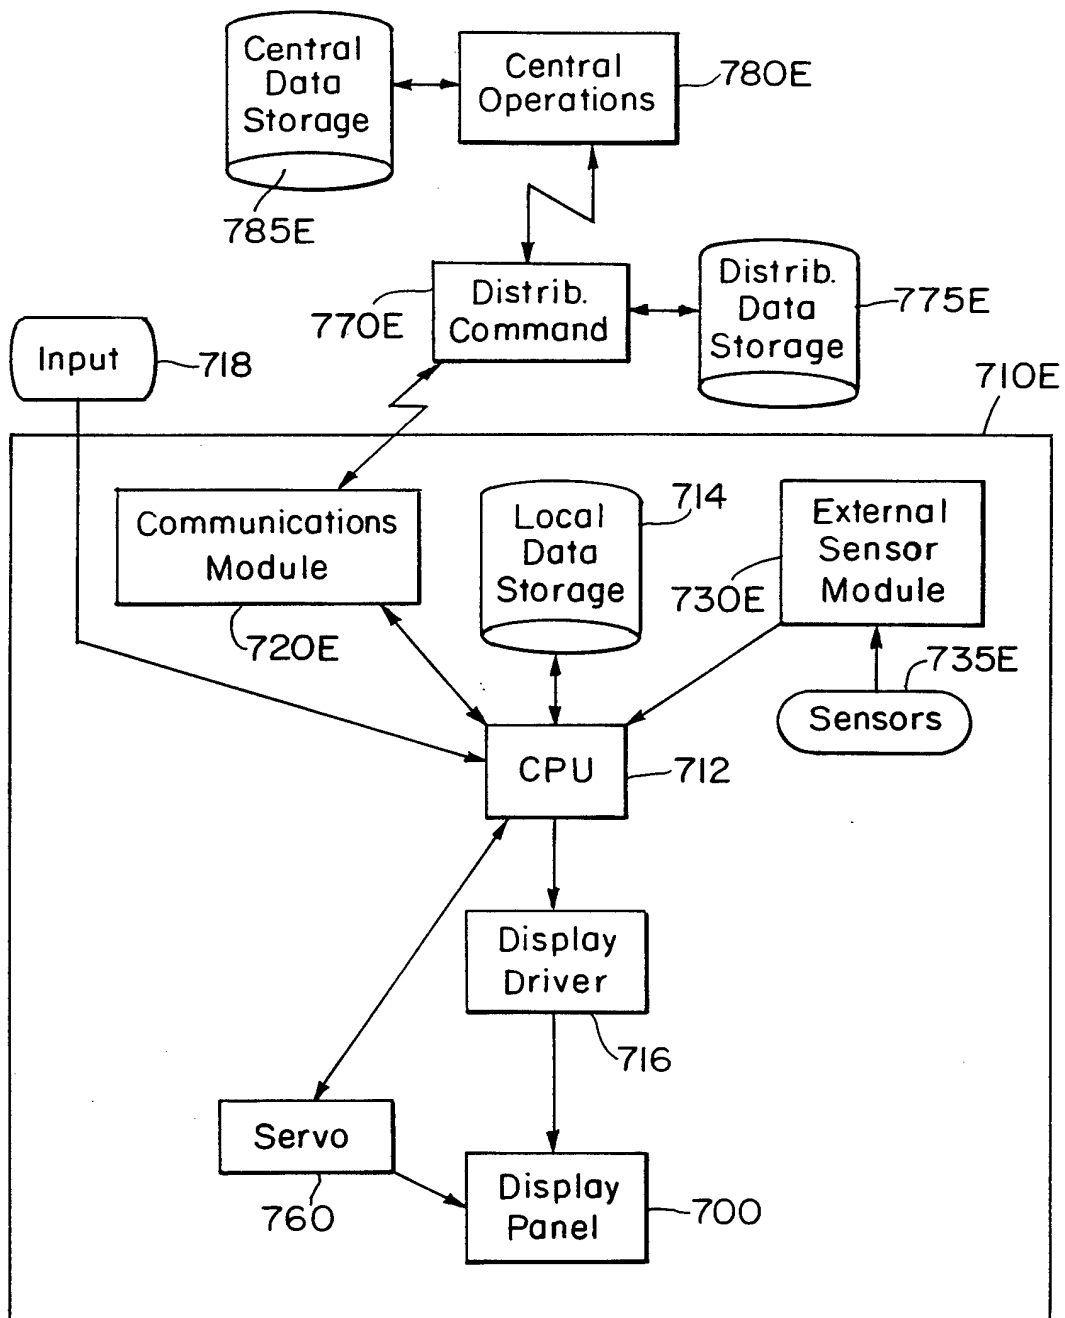 Central
Data
Storage
785E
Central
Operations
780E
Distrib.
Command
770E
Distrib.
Data
Storage
775E
Input
718
710E
Communications
Module
720E
Local
Data
Storage
714
External
Sensor
Module
730E
Sensors
735E
CPU
712
Display
Driver
716
Servo
760
Display
Panel
700